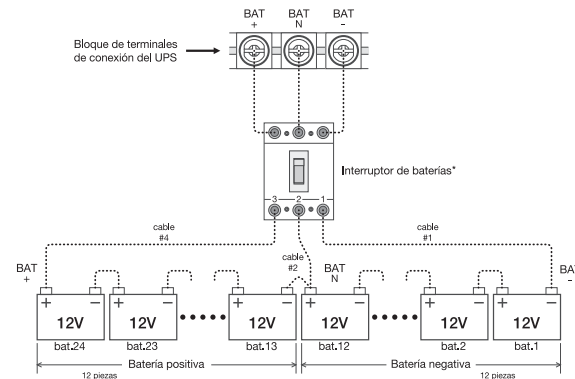 BAT
+
BAT
N
BAT
-
Bloque de terminales
de conexión del UPS
Interruptor de baterías*
3 2 1
cable
#4
cable
#2
cable
#1
BAT
+
BAT
N
BAT
-
+ − + − + − + − + − + −
12V 12V 12V 12V 12V 12V
bat.24 bat.23 bat.13 bat.12 bat.2 bat.1
Batería positiva Batería negativa
12 piezas 12 piezas